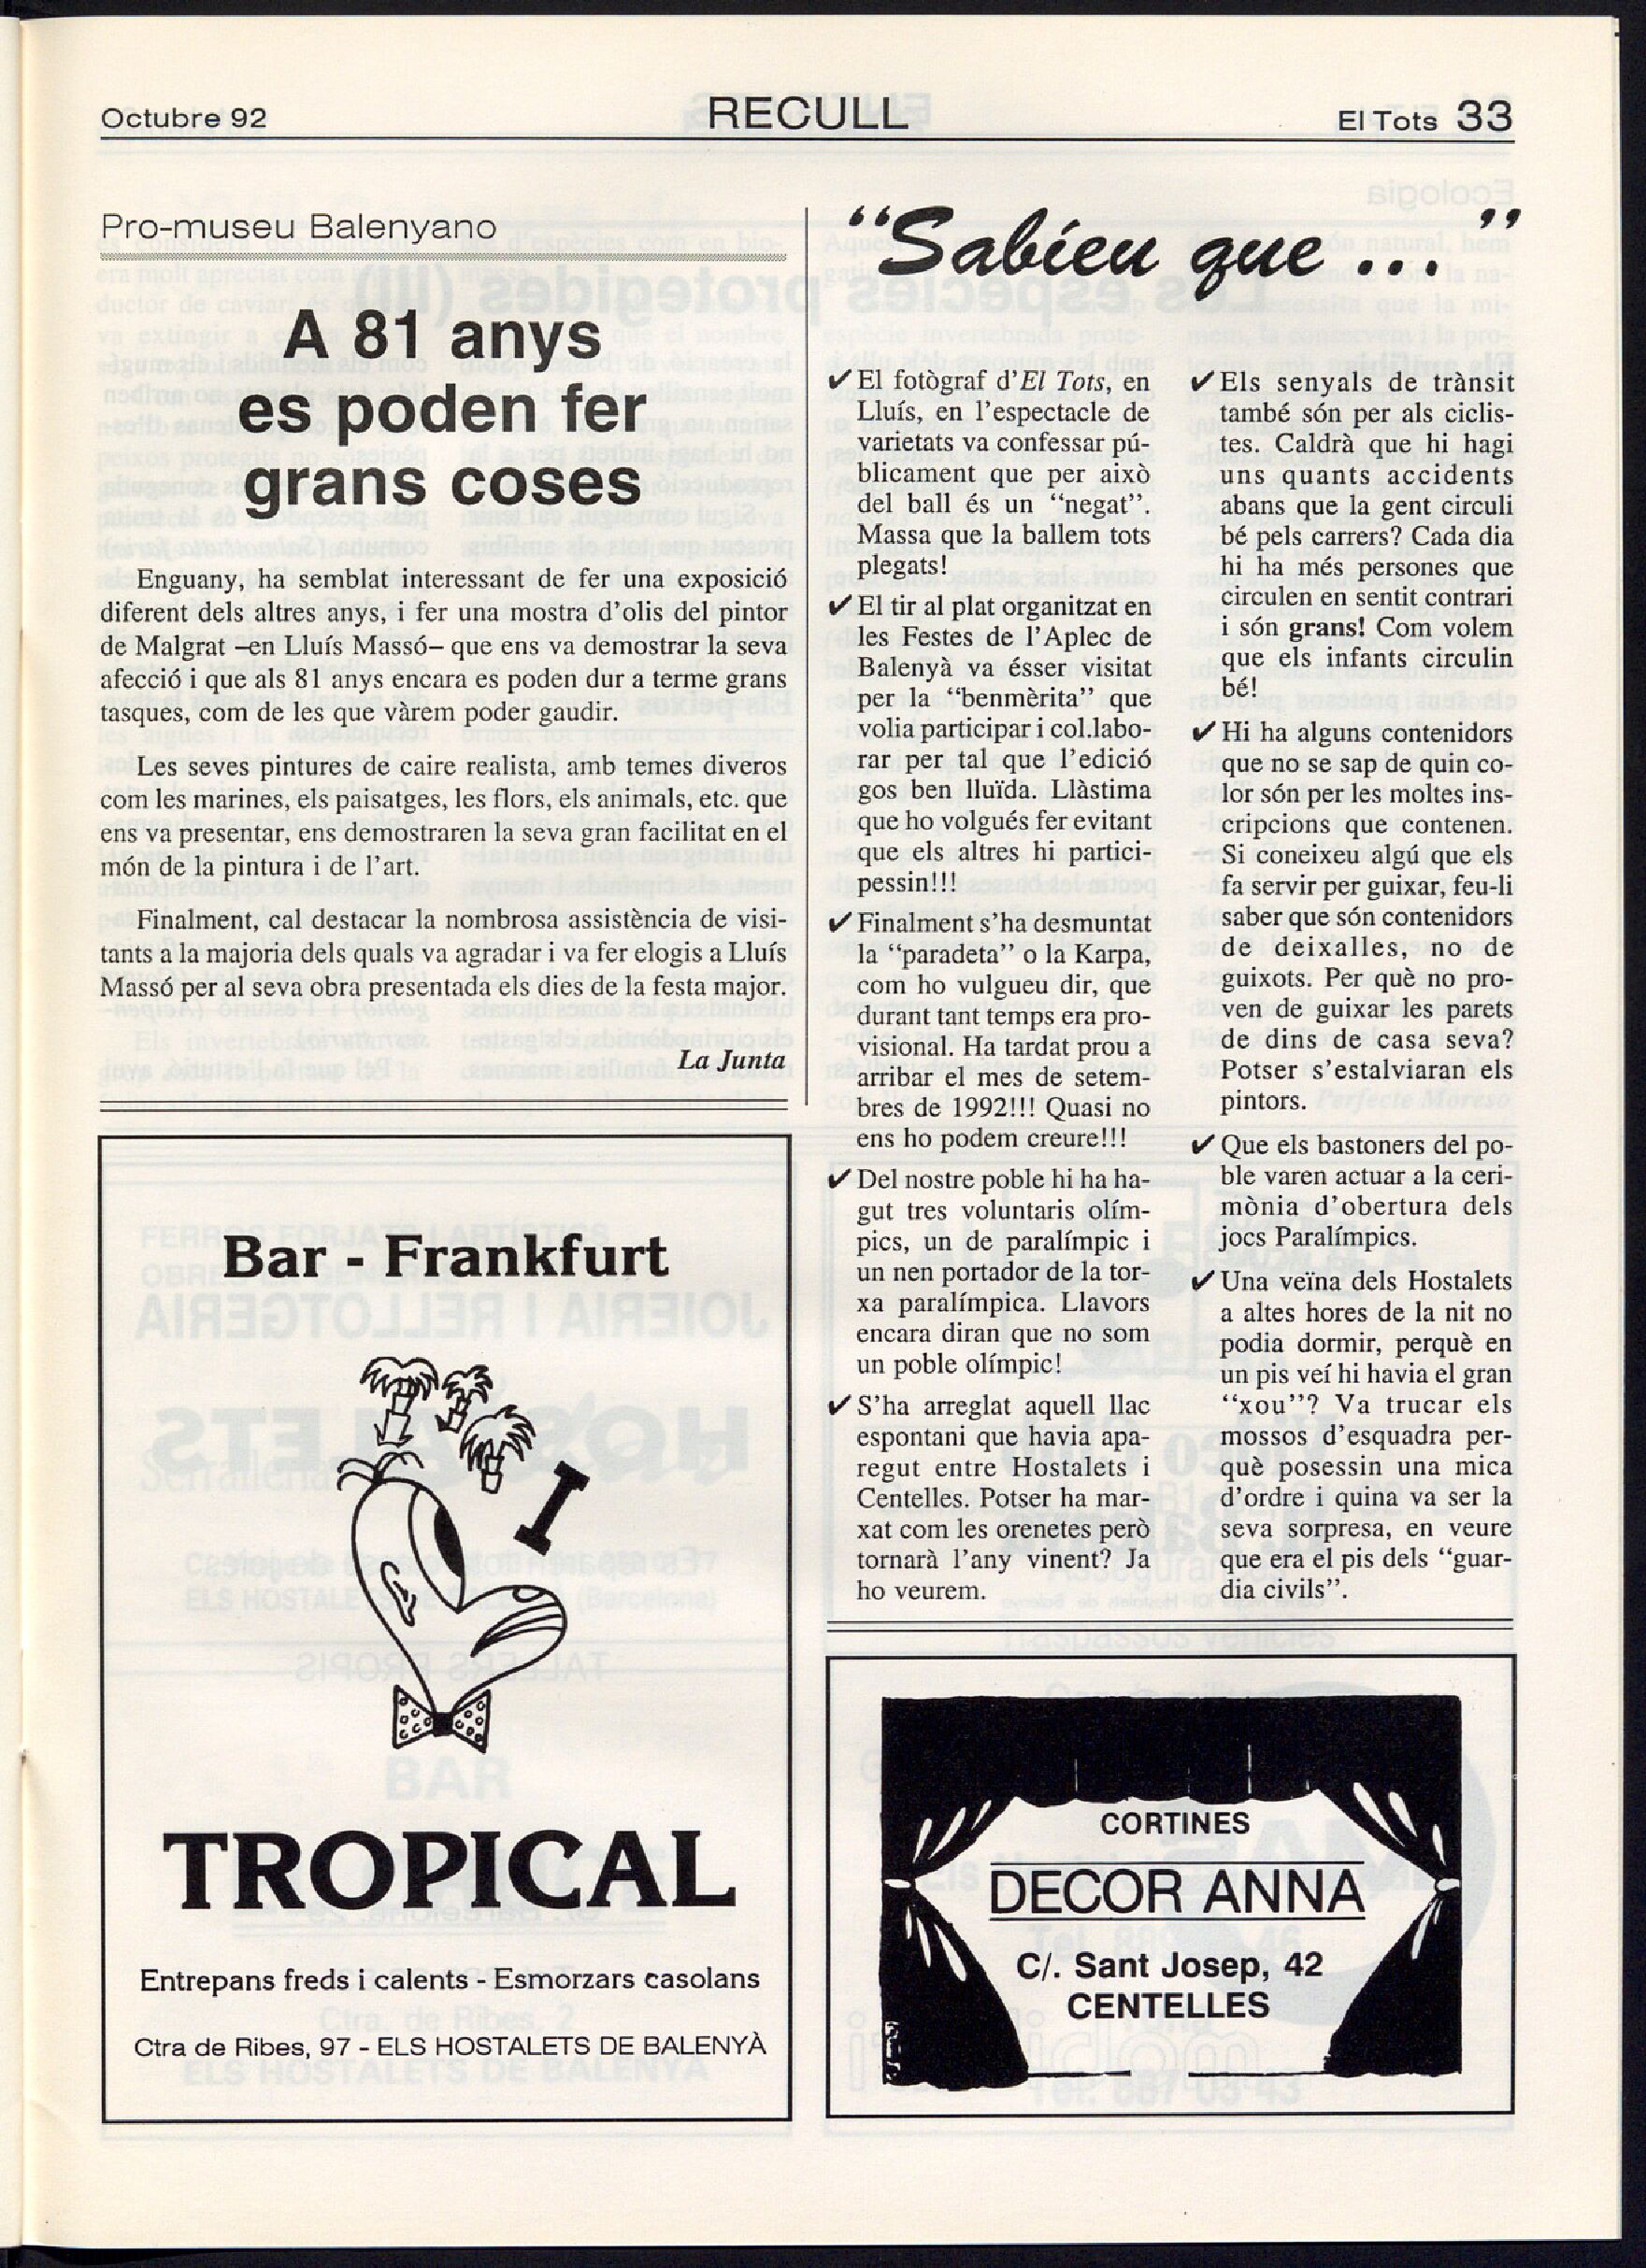 Octubre 92
RECULL
El Tots 33
Pro-museu Balenyano
A 81 anys
es poden fer
grans coses
Enguany, ha semblat interessant de fer una exposició
diferent dels altres anys, i fer una mostra d'olis del pintor
de Malgrat –en Lluís Massó– que ens va demostrar la seva
afecció i que als 81 anys encara es poden dur a terme grans
tasques, com de les que vàrem poder gaudir.
Les seves pintures de caire realista, amb temes diveros
com les marines, els paisatges, les flors, els animals, etc. que
ens va presentar, ens demostraren la seva gran facilitat en el
món de la pintura i de l'art.
Finalment, cal destacar la nombrosa assistència de visi-
tants a la majoria dels quals va agradar i va fer elogis a Lluís
Massó per al seva obra presentada els dies de la festa major.
La Junta
Bar - Frankfurt
TROPICAL
Entrepans freds i calents - Esmorzars casolans
Ctra de Ribes, 97 - ELS HOSTALETS DE BALENYÀ
“Sabíeu que ...”
✔ El fotògraf d'El Tots, en
Lluís, en l'espectacle de
varietats va confessar pú-
blicament que per això
del ball és un “negat”.
Massa que la ballem tots
plegats!
✔ El tir al plat organitzat en
les Festes de l'Aplec de
Balenyà va ésser visitat
per la “benmèrita” que
volia participar i col.labo-
rar per tal que l'edició
gos ben lluïda. Llàstima
que ho volgués fer evitant
que els altres hi partici-
pessin!!!
✔ Finalment s'ha desmuntat
la “paradeta” o la Karpa,
com ho vulgueu dir, que
durant tant temps era pro-
visional. Ha tardat prou a
arribar el mes de setem-
bres de 1992!!! Quasi no
ens ho podem creure!!!
✔ Del nostre poble hi ha ha-
gut tres voluntaris olím-
pics, un de paralímpic i
un nen portador de la tor-
xa paralímpica. Llavors
encara diran que no som
un poble olímpic!
✔ S'ha arreglat aquell llac
espontani que havia apa-
regut entre Hostalets i
Centelles. Potser ha mar-
xat com les orenetes però
tornarà l'any vinent? Ja
ho veurem.
✔ Els senyals de trànsit
també són per als ciclis-
tes. Caldrà que hi hagi
uns quants accidents
abans que la gent circuli
bé pels carrers? Cada dia
hi ha més persones que
circulen en sentit contrari
i són grans! Com volem
que els infants circulin
bé!
✔ Hi ha alguns contenidors
que no se sap de quin co-
lor són per les moltes ins-
cripcions que contenen.
Si coneixeu algú que els
fa servir per guixar, feu-li
saber que són contenidors
de deixalles, no de
guixots. Per què no pro-
ven de guixar les parets
de dins de casa seva?
Potser s'estalviaran els
pintors.
✔ Que els bastoners del po-
ble varen actuar a la ceri-
mònia d'obertura dels
jocs Paralímpics.
✔ Una veïna dels Hostalets
a altes hores de la nit no
podia dormir, perquè en
un pis veí hi havia el gran
“xou”? Va trucar els
mossos d'esquadra per-
què posessin una mica
d'ordre i quina va ser la
seva sorpresa, en veure
que era el pis dels “guar-
dia civils”.
CORTINES
DECOR ANNA
C/. Sant Josep, 42
CENTELLES